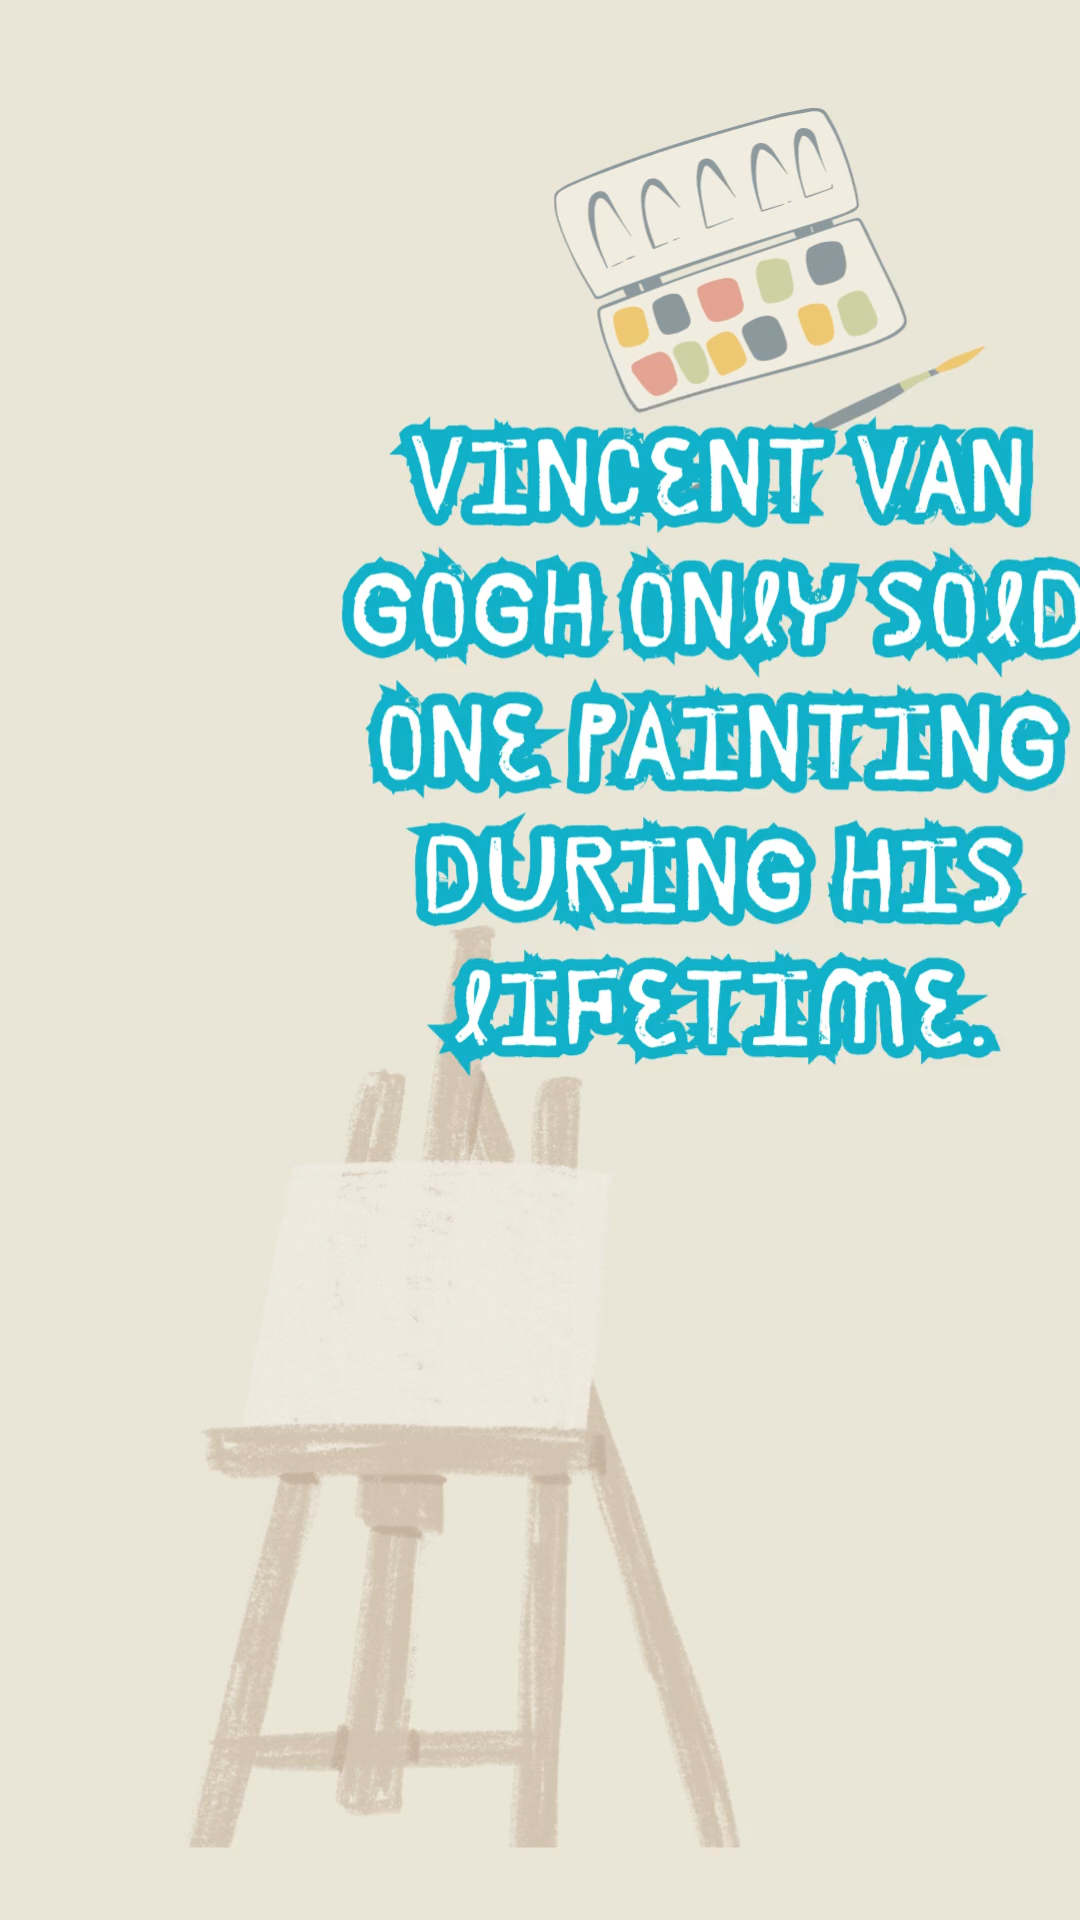 VINCENT VAN
GOGH ONLY SOLD
ONE PAINTING
DURING HIS
LIFETIME.